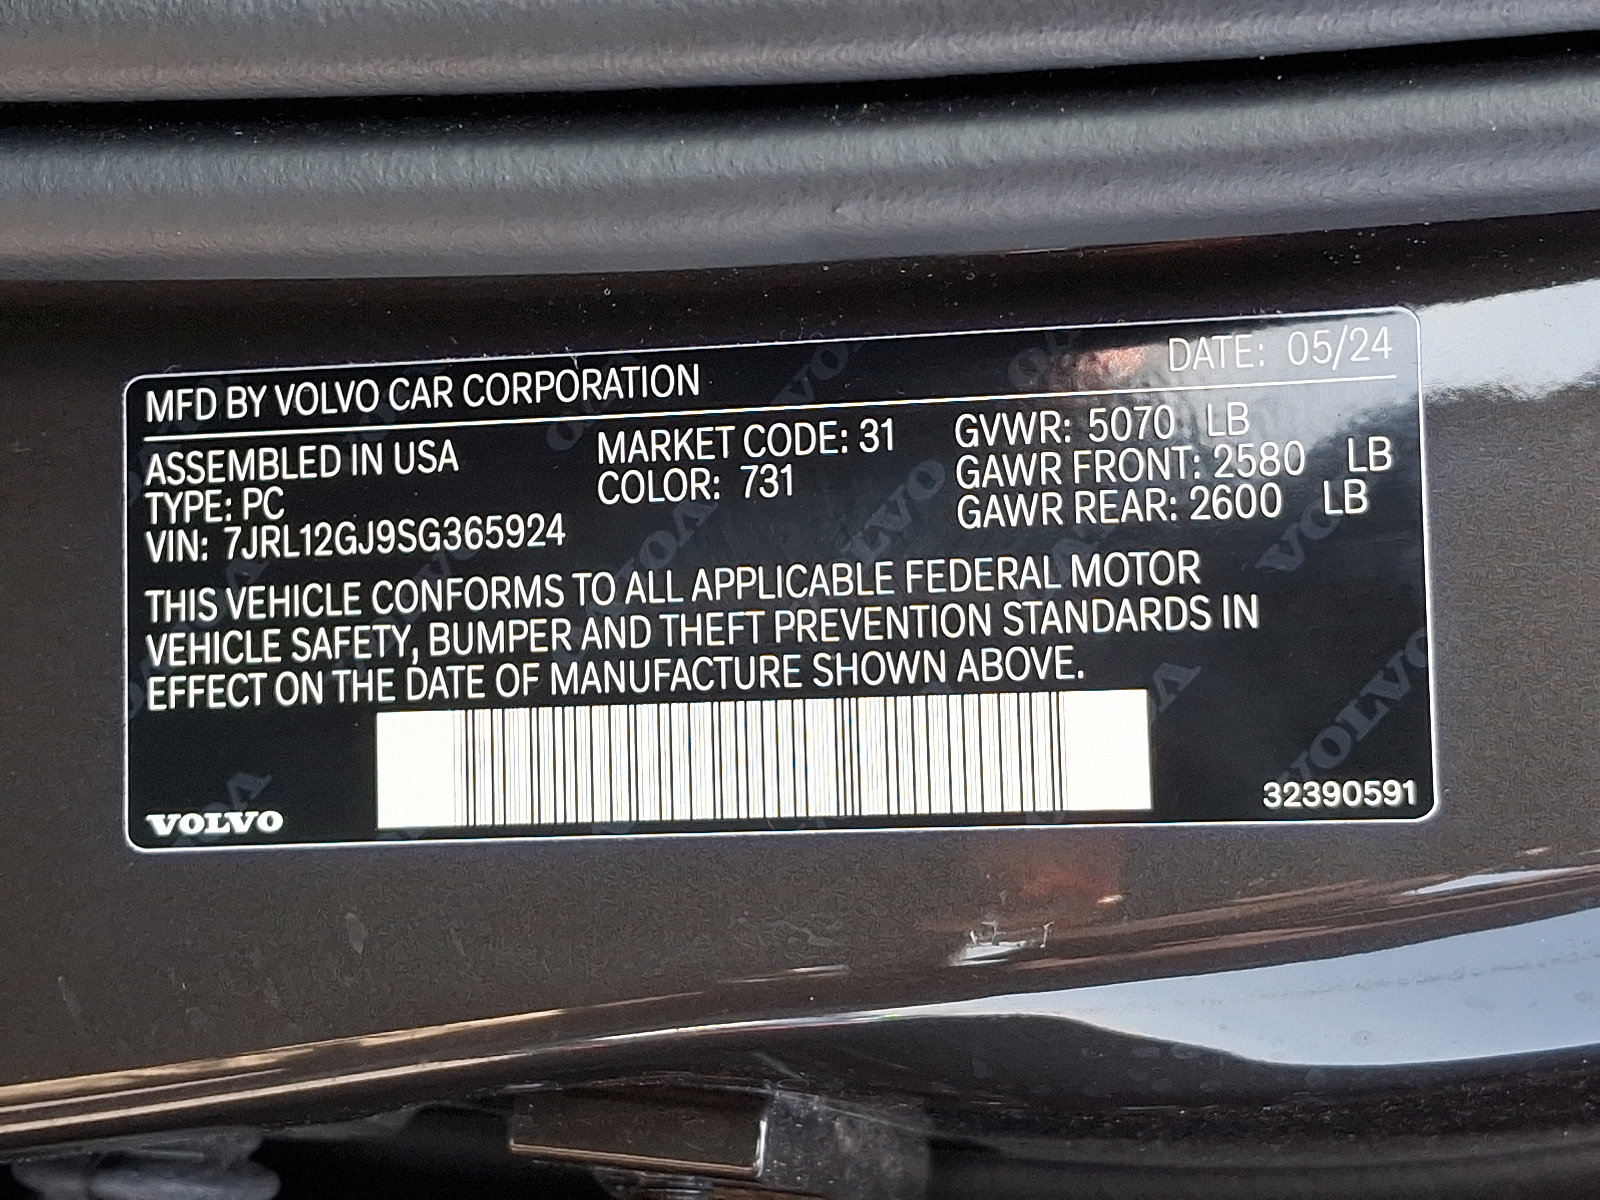 MFD BY VOLVO CAR CORPORATION DATE: 05/24
ASSEMBLED IN USA MARKET CODE: 31 GVWR: 5070 LB
TYPE: PC COLOR: 731 GAWR FRONT: 2580 LB
VIN: 7JRL12GJ9SG365924 GAWR REAR: 2600 LB
THIS VEHICLE CONFORMS TO ALL APPLICABLE FEDERAL MOTOR
VEHICLE SAFETY, BUMPER AND THEFT PREVENTION STANDARDS IN
EFFECT ON THE DATE OF MANUFACTURE SHOWN ABOVE.
VOLVO 32390591